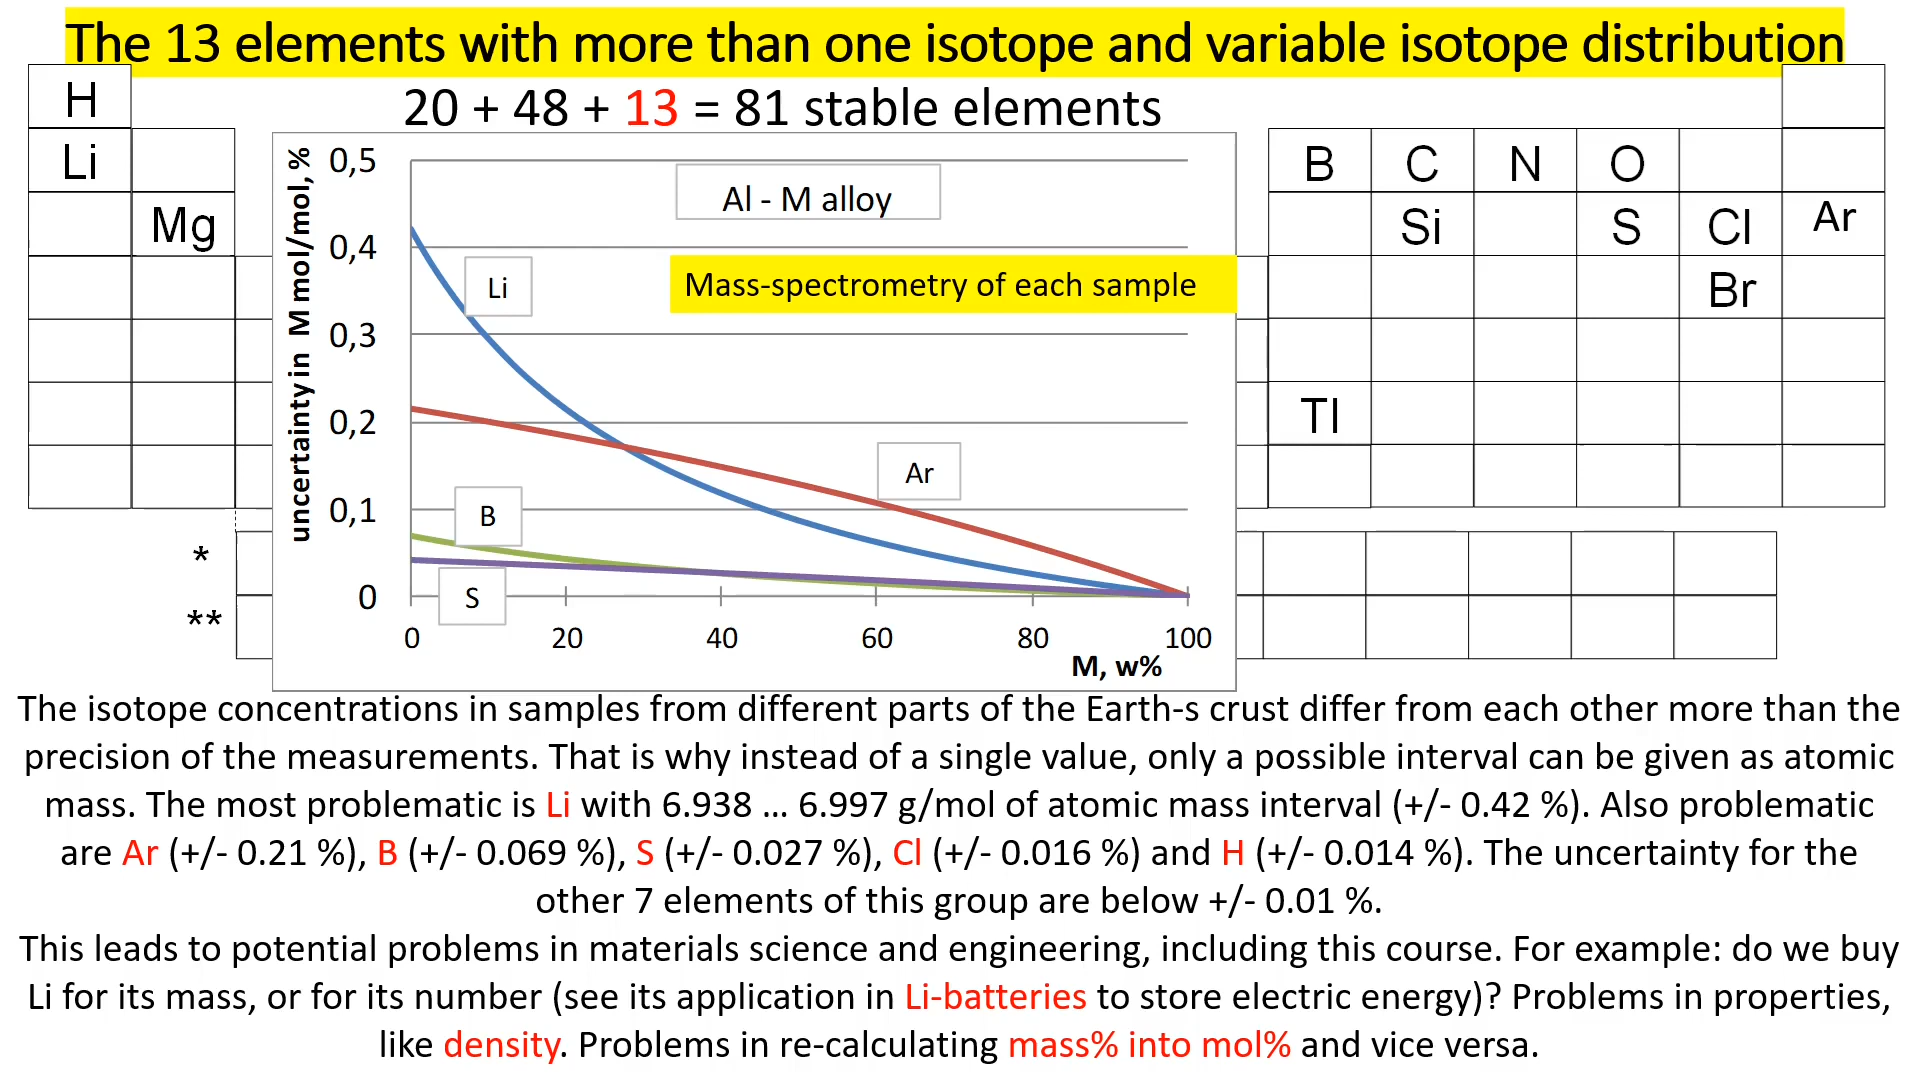 The 13 elements with more than one isotope and variable isotope distribution
20 + 48 + 13 = 81 stable elements
H
Li
B C N O
Mg
Si S Cl Ar
Br
Tl
*
**
uncertainty in M mol/mol, %
0,5
0,4
0,3
0,2
0,1
0
Al - M alloy
Mass-spectrometry of each sample
Li
Ar
B
S
0 20 40 60 80 100
M, w%
The isotope concentrations in samples from different parts of the Earth-s crust differ from each other more than the
precision of the measurements. That is why instead of a single value, only a possible interval can be given as atomic
mass. The most problematic is Li with 6.938 … 6.997 g/mol of atomic mass interval (+/- 0.42 %). Also problematic
are Ar (+/- 0.21 %), B (+/- 0.069 %), S (+/- 0.027 %), Cl (+/- 0.016 %) and H (+/- 0.014 %). The uncertainty for the
other 7 elements of this group are below +/- 0.01 %.
This leads to potential problems in materials science and engineering, including this course. For example: do we buy
Li for its mass, or for its number (see its application in Li-batteries to store electric energy)? Problems in properties,
like density. Problems in re-calculating mass% into mol% and vice versa.